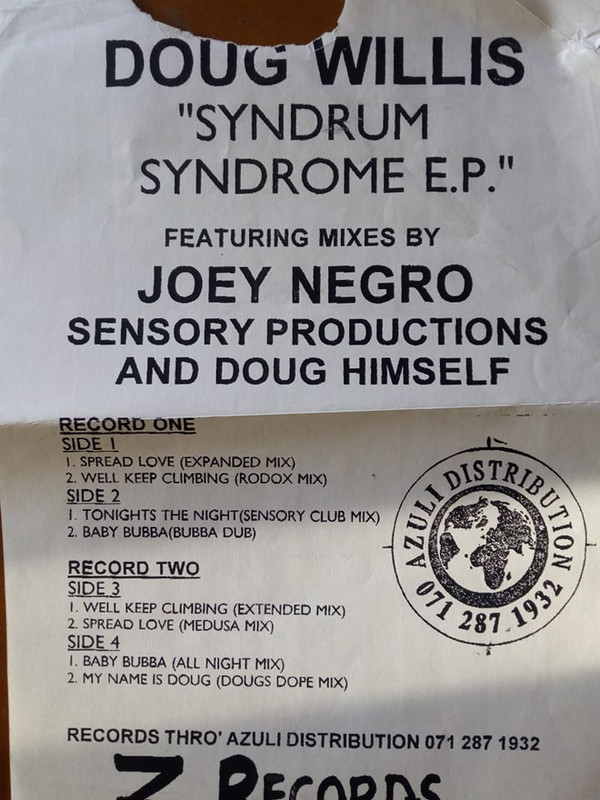 DOUG WILLIS
"SYNDRUM
SYNDROME E.P."
FEATURING MIXES BY
JOEY NEGRO
SENSORY PRODUCTIONS
AND DOUG HIMSELF
RECORD ONE
SIDE 1
1. SPREAD LOVE (EXPANDED MIX)
2. WELL KEEP CLIMBING (RODOX MIX)
SIDE 2
1. TONIGHTS THE NIGHT(SENSORY CLUB MIX)
2. BABY BUBBA(BUBBA DUB)
AZULI DISTRIBUTION
071 287 1932
RECORD TWO
SIDE 3
1. WELL KEEP CLIMBING (EXTENDED MIX)
2. SPREAD LOVE (MEDUSA MIX)
SIDE 4
1. BABY BUBBA (ALL NIGHT MIX)
2. MY NAME IS DOUG (DOUGS DOPE MIX)
RECORDS THRO' AZULI DISTRIBUTION 071 287 1932
Z RECORDS